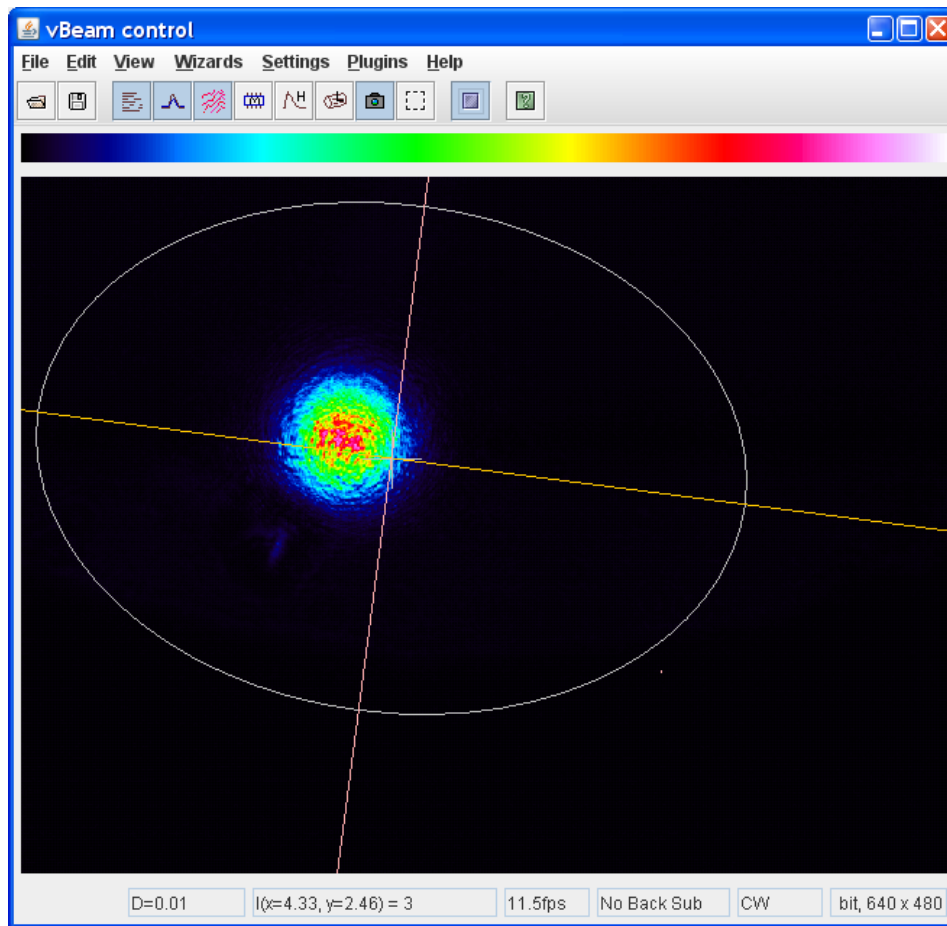 vBeam control
File Edit View Wizards Settings Plugins Help
D=0.01 I(x=4.33, y=2.46) = 3 11.5fps No Back Sub CW bit, 640 x 480